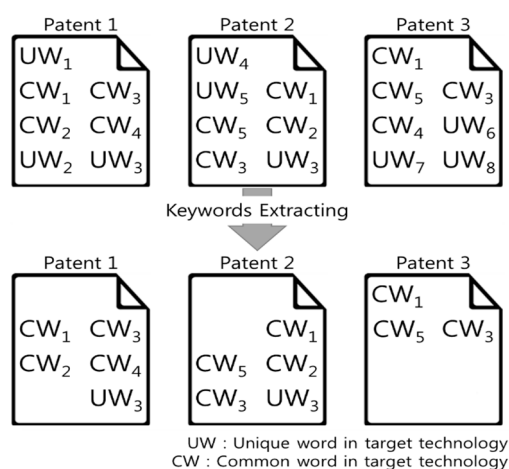 Patent 1 Patent 2 Patent 3
UW₁ UW₄ CW₁
CW₁ CW₃ UW₅ CW₁ CW₅ CW₃
CW₂ CW₄ CW₅ CW₂ CW₄ UW₆
UW₂ UW₃ CW₃ UW₃ UW₇ UW₈
Keywords Extracting
Patent 1 Patent 2 Patent 3
CW₁
CW₁ CW₃ CW₁ CW₅ CW₃
CW₂ CW₄ CW₅ CW₂
UW₃ CW₃ UW₃
UW : Unique word in target technology
CW : Common word in target technology